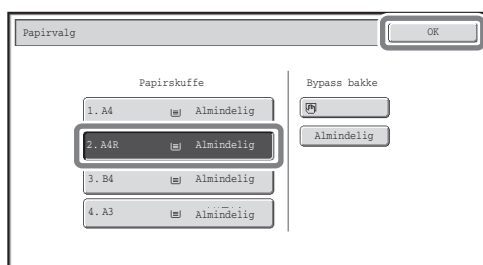 Papirvalg
OK
Papirskuffe
Bypass bakke
1. A4 Almindelig
2. A4R Almindelig
Almindelig
3. B4 Almindelig
4. A3 Almindelig